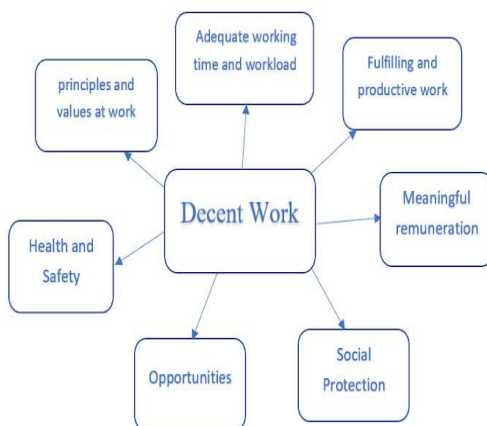 Adequate working
time and workload
Fulfilling and
productive work
principles and
values at work
Decent Work
Meaningful
remuneration
Health and
Safety
Opportunities
Social
Protection